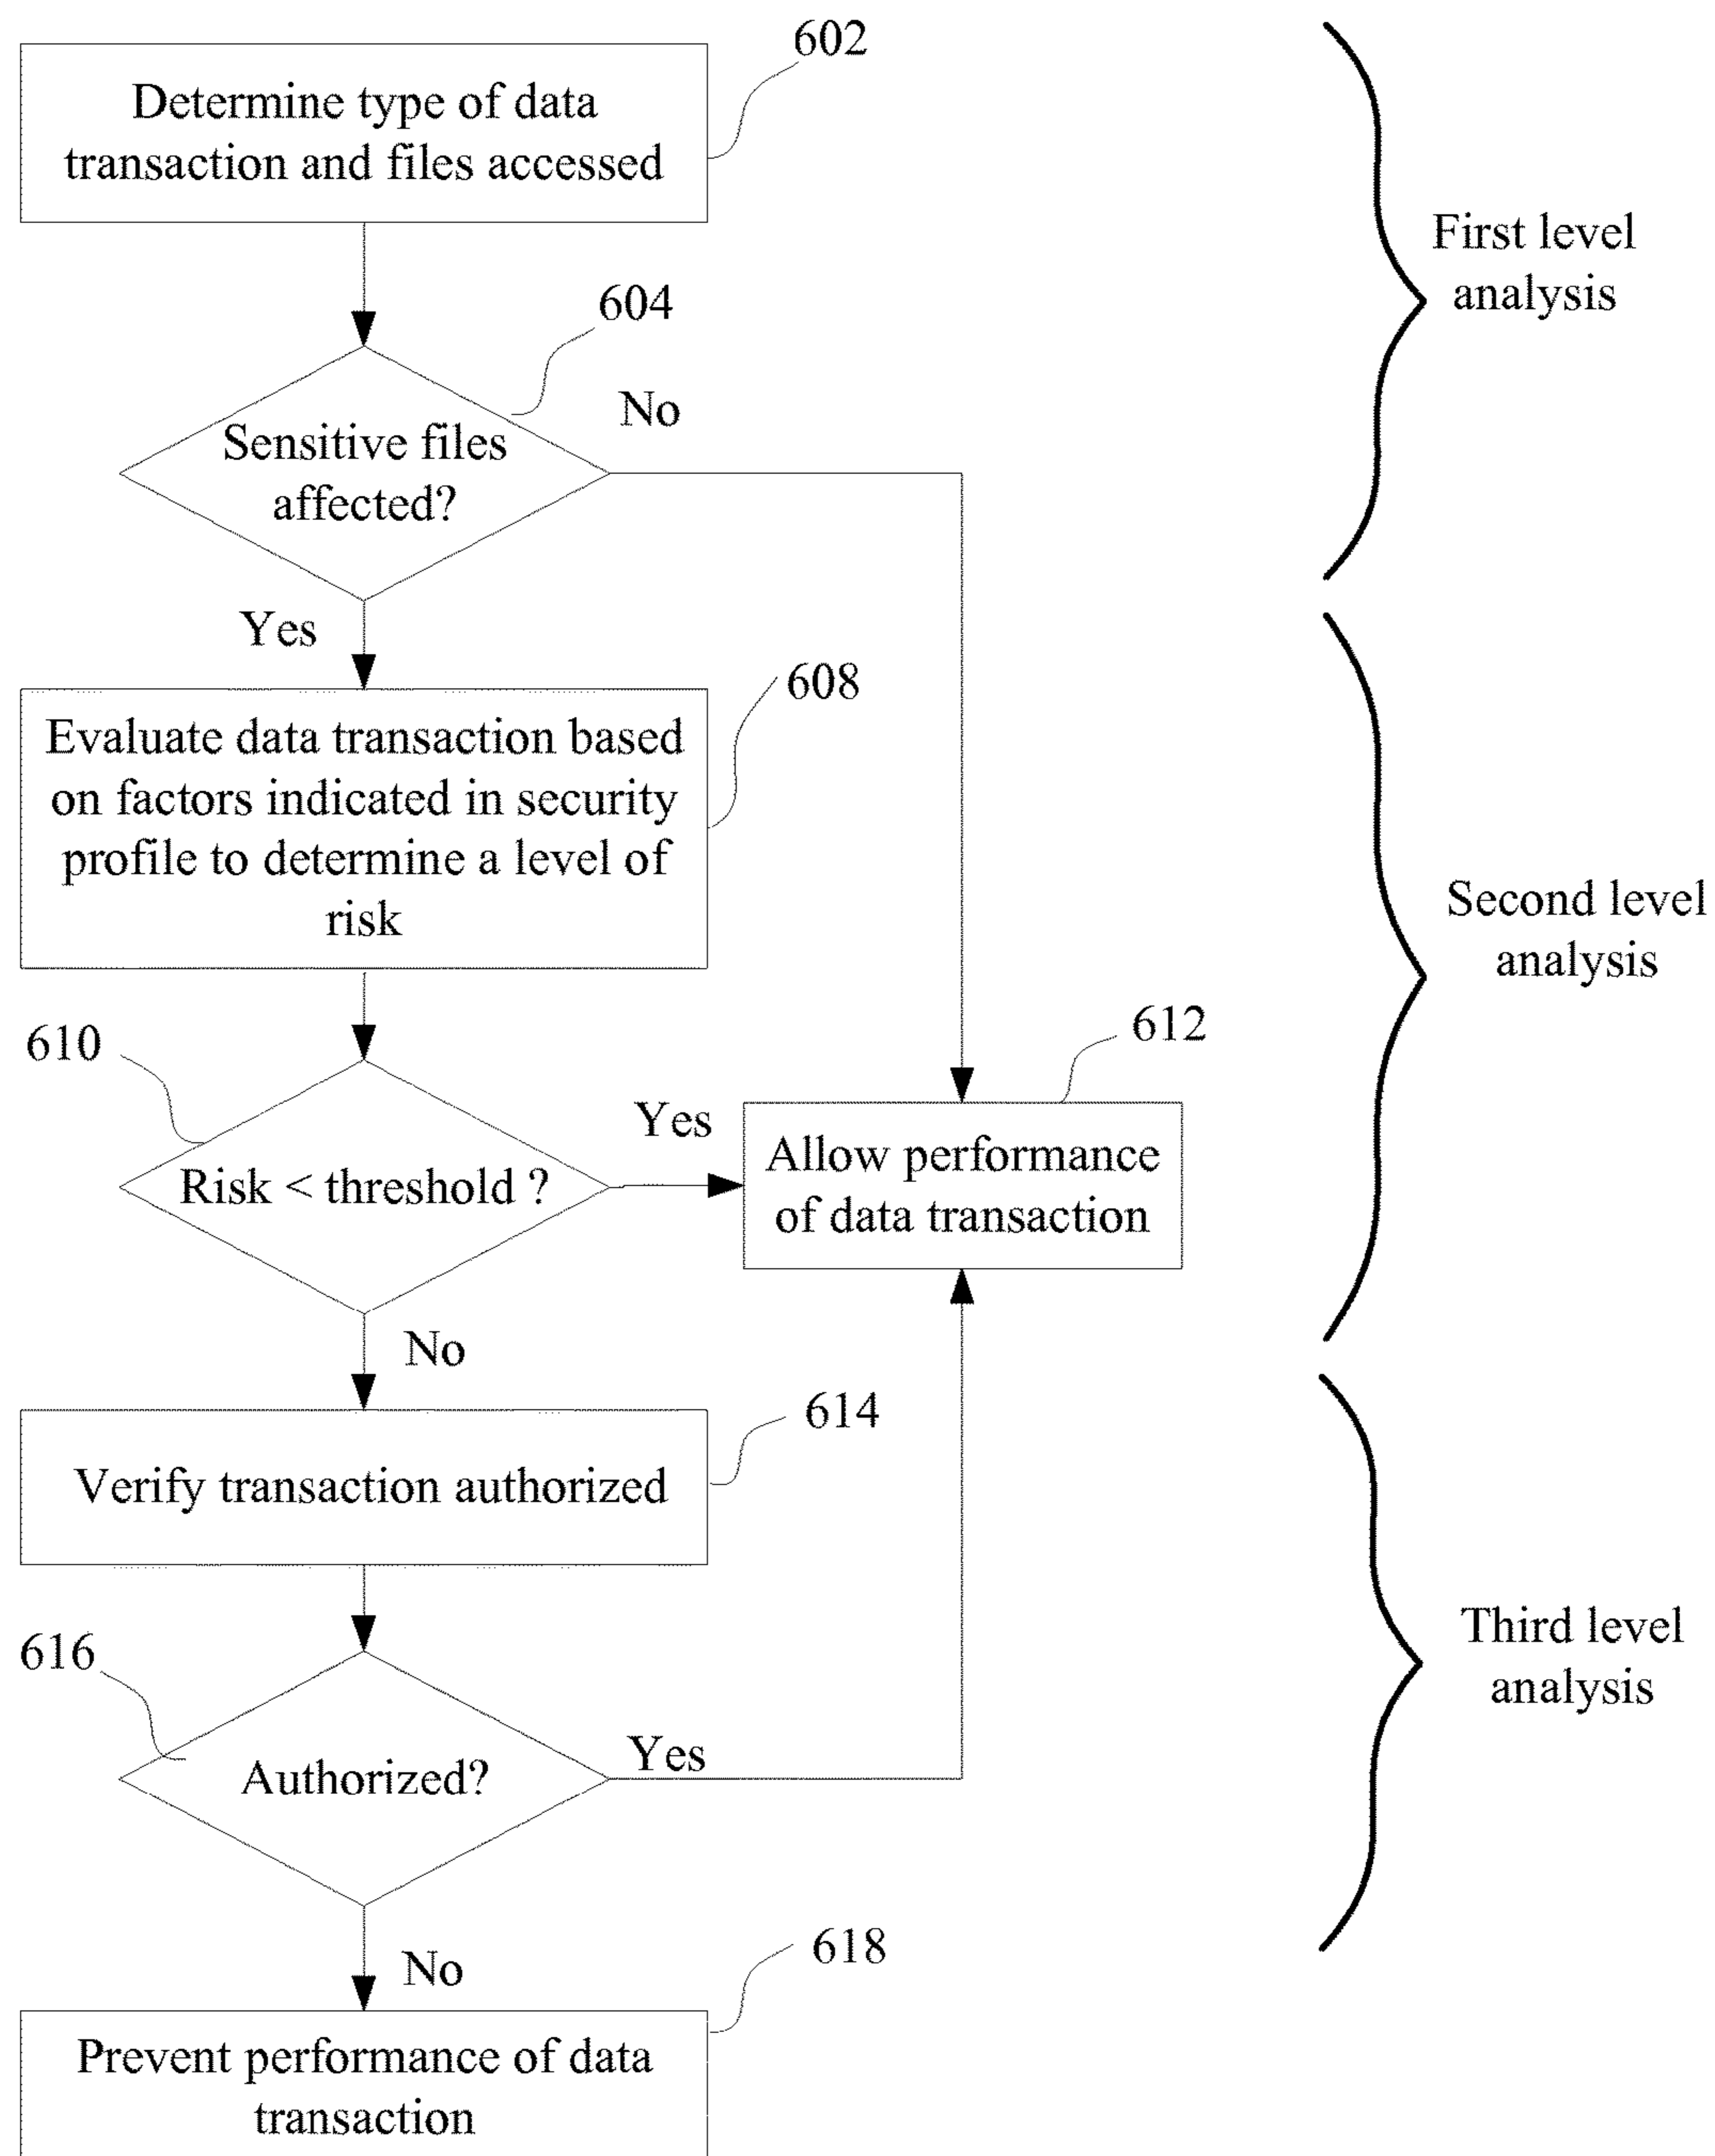 602
Determine type of data
transaction and files accessed
First level
analysis
604
No
Sensitive files
affected?
Yes
608
Evaluate data transaction based
on factors indicated in security
profile to determine a level of
risk
Second level
analysis
610
612
Yes
Risk < threshold ?
Allow performance
of data transaction
No
614
Verify transaction authorized
Third level
analysis
616
Yes
Authorized?
618
No
Prevent performance of data
transaction